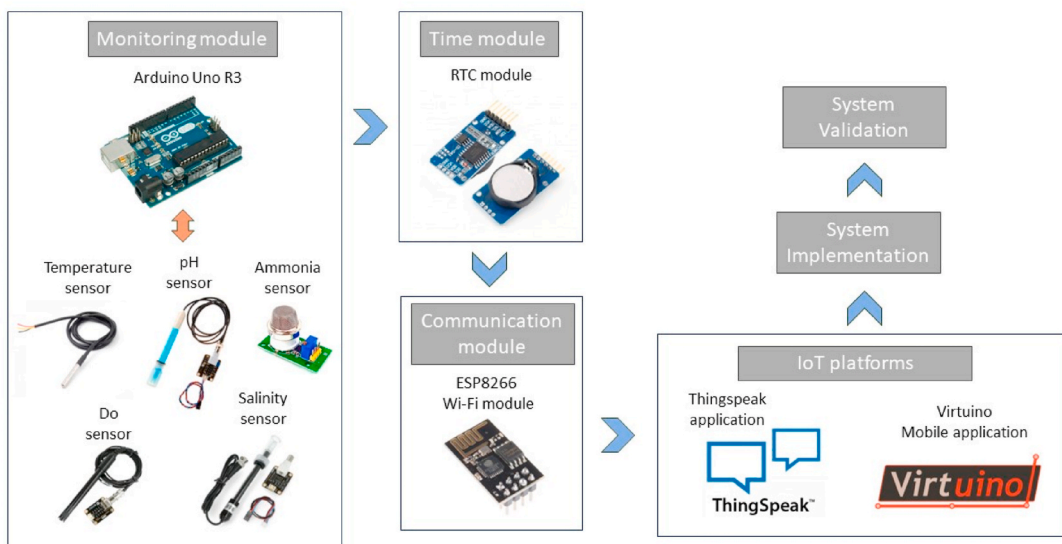 Monitoring module
Arduino Uno R3
Temperature
sensor
pH
sensor
Ammonia
sensor
Do
sensor
Salinity
sensor
Time module
RTC module
Communication
module
ESP8266
Wi-Fi module
System
Validation
System
Implementation
IoT platforms
Thingspeak
application
ThingSpeak™
Virtuino
Mobile application
Virtuino